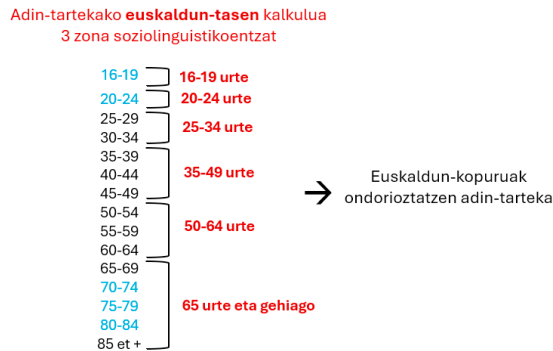 Adin-tartekako euskaldun-tasen kalkulua
3 zona soziolinguistikoentzat
16-19
16-19 urte
20-24
20-24 urte
25-29
30-34
25-34 urte
35-39
40-44
45-49
35-49 urte
50-54
55-59
60-64
50-64 urte
65-69
70-74
75-79
80-84
85 et +
65 urte eta gehiago
→
Euskaldun-kopuruak
ondorioztatzen adin-tarteka